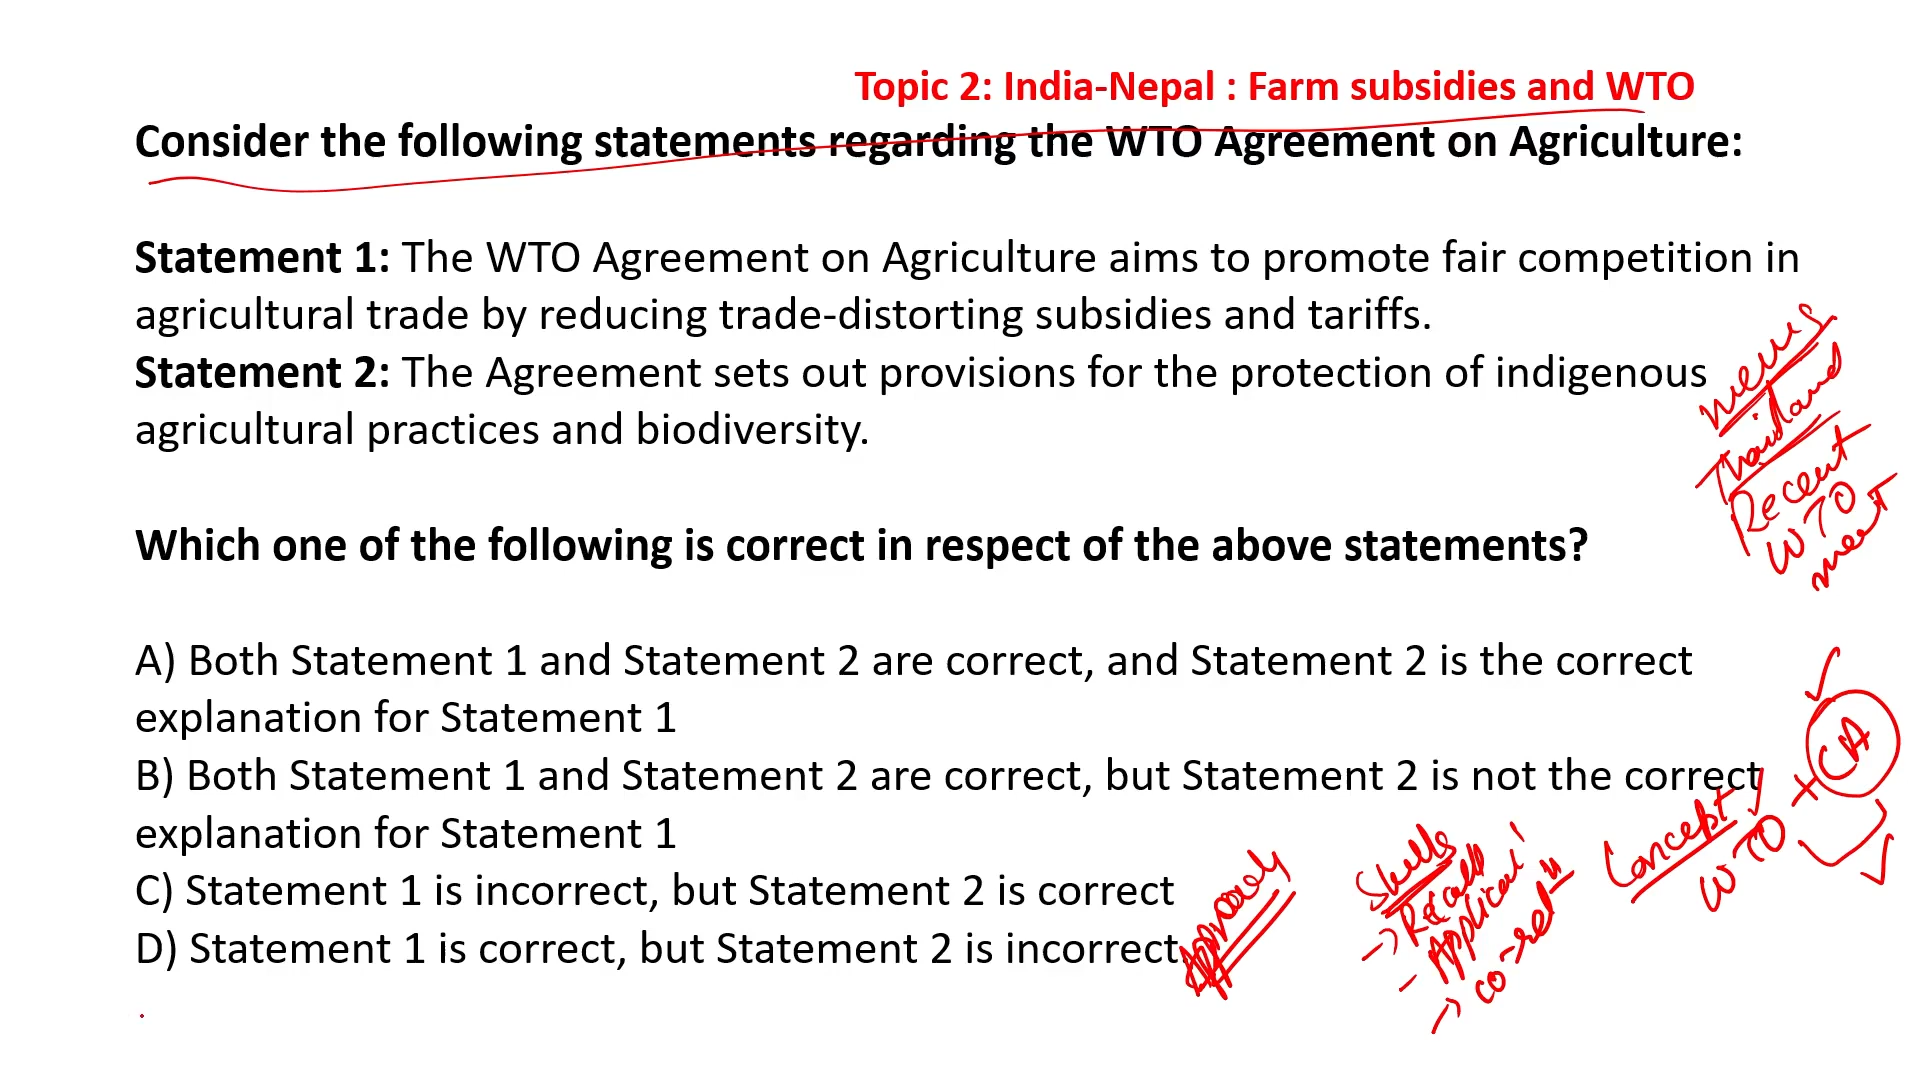 Topic 2: India-Nepal : Farm subsidies and WTO
Consider the following statements regarding the WTO Agreement on Agriculture:
Statement 1: The WTO Agreement on Agriculture aims to promote fair competition in
agricultural trade by reducing trade-distorting subsidies and tariffs.
Statement 2: The Agreement sets out provisions for the protection of indigenous
agricultural practices and biodiversity.
news
Thailand
Recent
WTO
meet
Which one of the following is correct in respect of the above statements?
A) Both Statement 1 and Statement 2 are correct, and Statement 2 is the correct
explanation for Statement 1
B) Both Statement 1 and Statement 2 are correct, but Statement 2 is not the correct
explanation for Statement 1
C) Statement 1 is incorrect, but Statement 2 is correct
D) Statement 1 is correct, but Statement 2 is incorrect.
Approach
Skills
→ Recall
Concept
WTO + CA